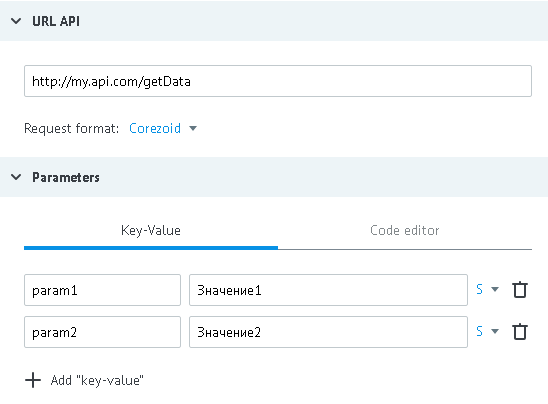 URL API
http://my.api.com/getData
Request format: Corezoid
Parameters
Key-Value Code editor
param1 Значение1 S
param2 Значение2 S
Add "key-value"